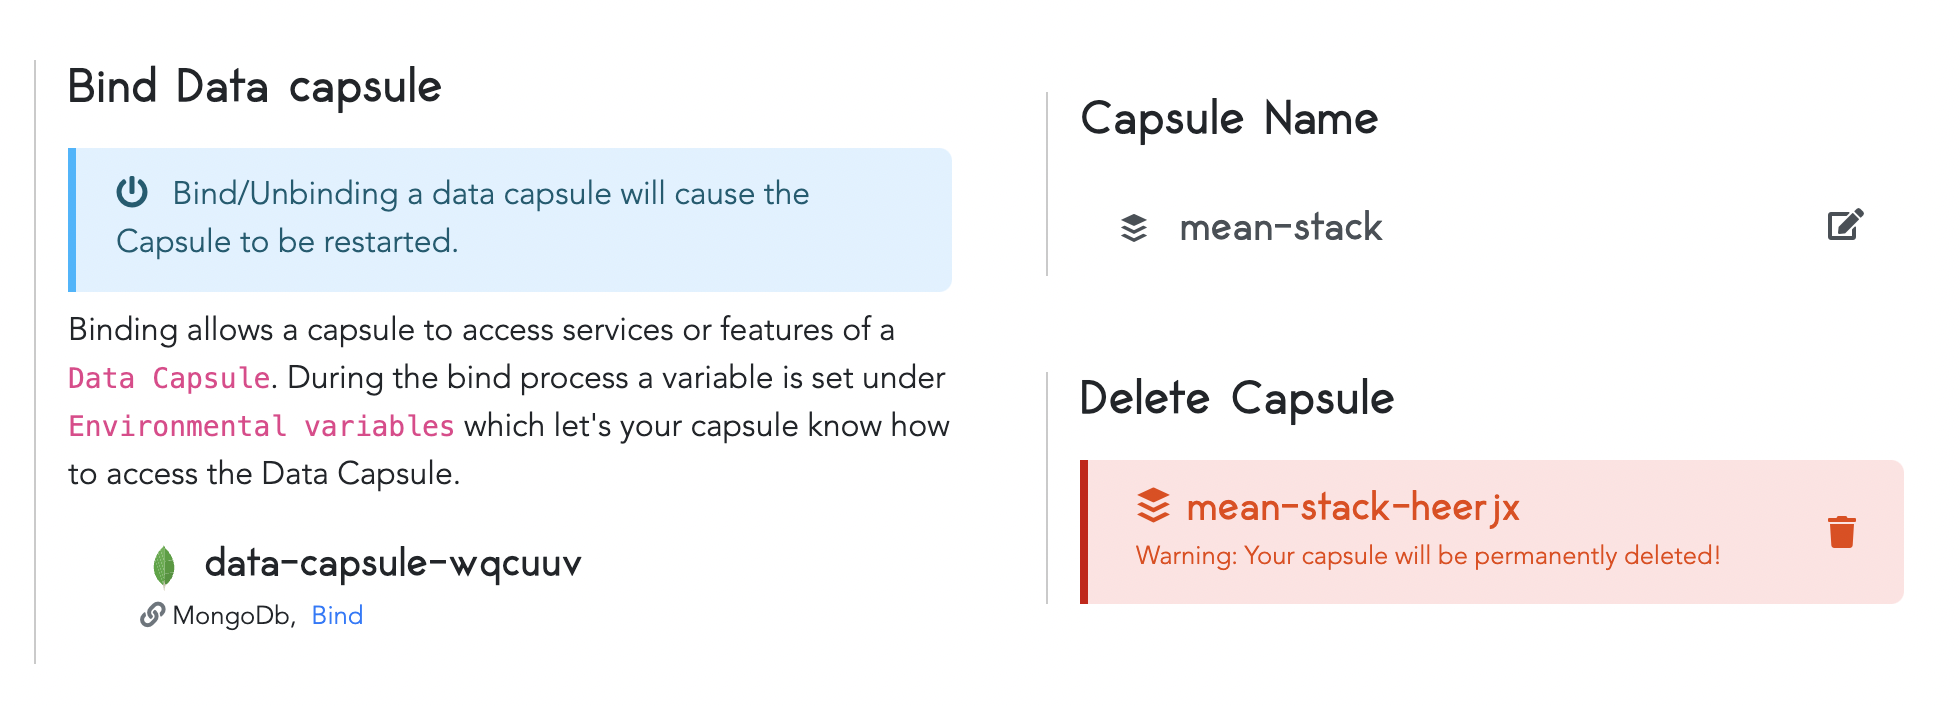 Bind Data capsule
Bind/Unbinding a data capsule will cause the
Capsule to be restarted.
Binding allows a capsule to access services or features of a
Data Capsule. During the bind process a variable is set under
Environmental variables which let's your capsule know how
to access the Data Capsule.
data-capsule-wqcuuv
MongoDb, Bind
Capsule Name
mean-stack
Delete Capsule
mean-stack-heerjx
Warning: Your capsule will be permanently deleted!